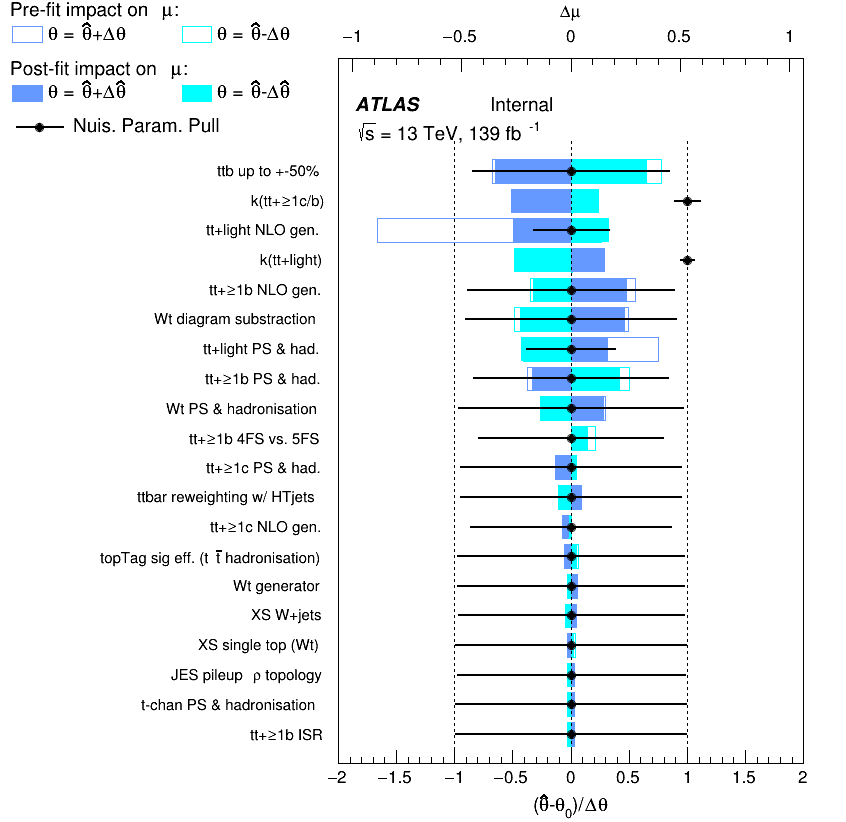 Pre-fit impact on μ:
θ = θ̂+Δθ θ = θ̂-Δθ
Post-fit impact on μ:
θ = θ̂+Δθ̂ θ = θ̂-Δθ̂
Nuis. Param. Pull
Δμ
−1 −0.5 0 0.5 1
ATLAS Internal
√s = 13 TeV, 139 fb⁻¹
ttb up to +-50%
k(tt+≥1c/b)
tt+light NLO gen.
k(tt+light)
tt+≥1b NLO gen.
Wt diagram substraction
tt+light PS & had.
tt+≥1b PS & had.
Wt PS & hadronisation
tt+≥1b 4FS vs. 5FS
tt+≥1c PS & had.
ttbar reweighting w/ HTjets
tt+≥1c NLO gen.
topTag sig eff. (t t̄ hadronisation)
Wt generator
XS W+jets
XS single top (Wt)
JES pileup ρ topology
t-chan PS & hadronisation
tt+≥1b ISR
−2 −1.5 −1 −0.5 0 0.5 1 1.5 2
(θ̂-θ₀)/Δθ